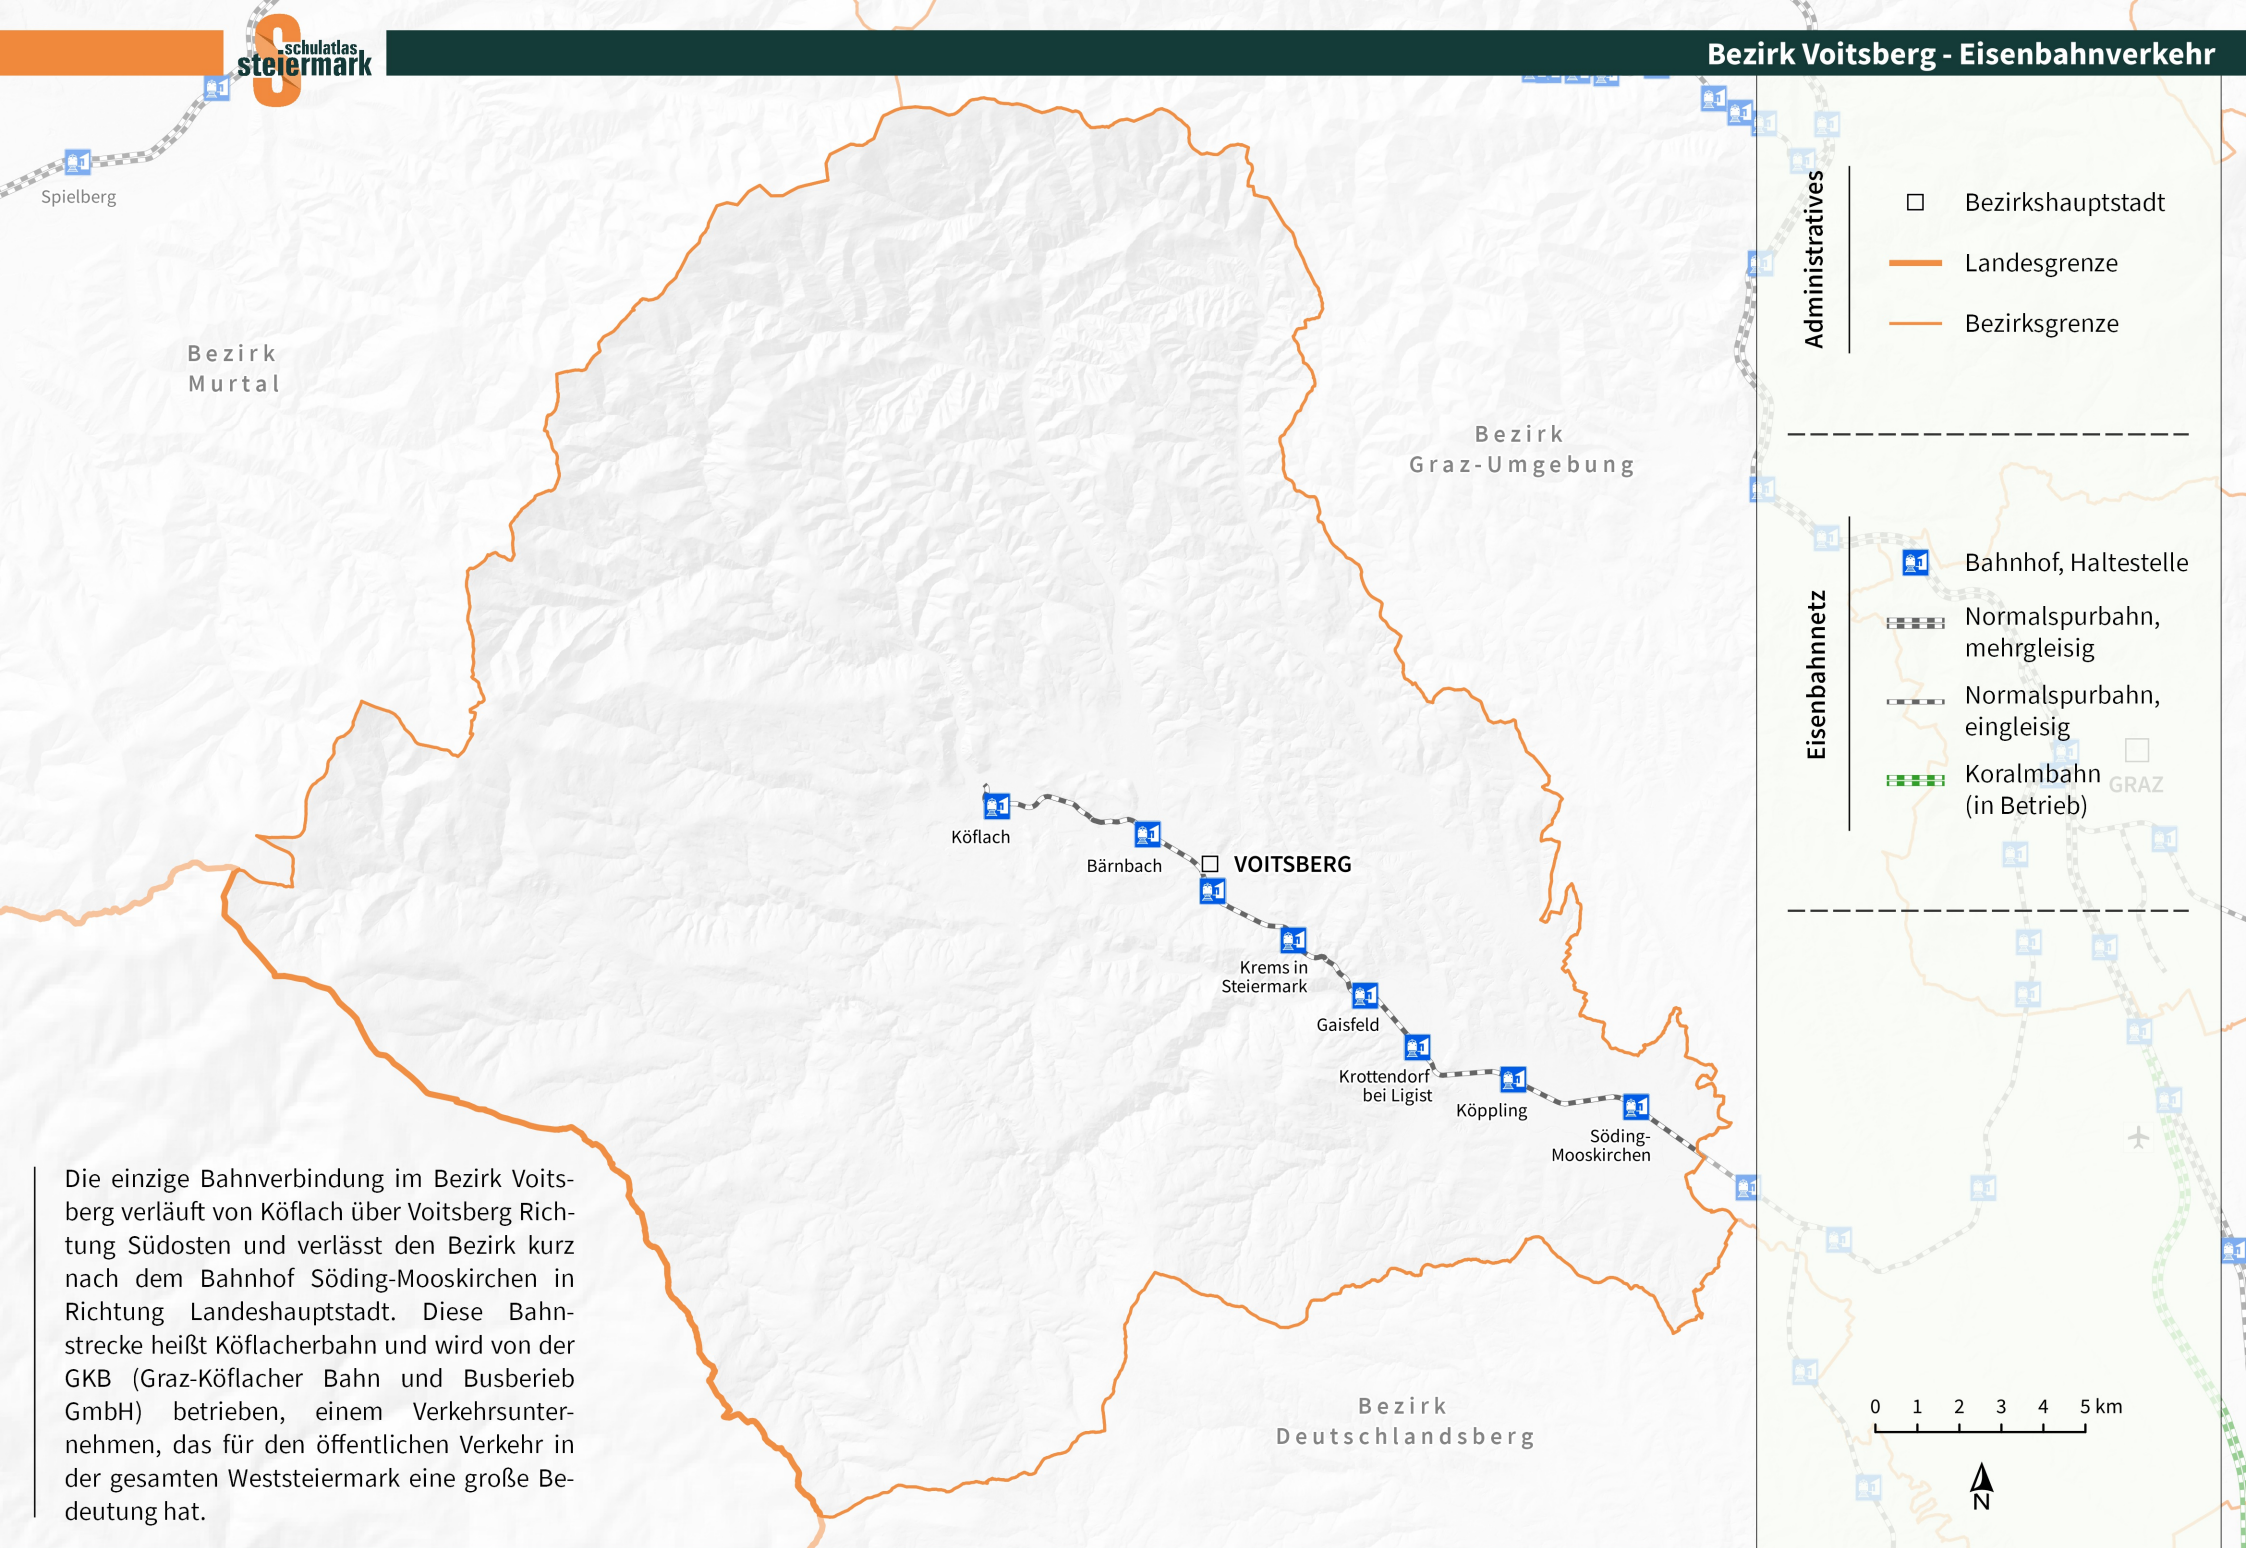 schulatlas
steiermark
Bezirk Voitsberg - Eisenbahnverkehr
Spielberg
Bezirk
Murtal
Bezirk
Graz-Umgebung
Köflach
Bärnbach
VOITSBERG
Krems in
Steiermark
Gaisfeld
Krottendorf
bei Ligist
Köppling
Söding-
Mooskirchen
Bezirk
Deutschlandsberg
Die einzige Bahnverbindung im Bezirk Voits-
berg verläuft von Köflach über Voitsberg Rich-
tung Südosten und verlässt den Bezirk kurz
nach dem Bahnhof Söding-Mooskirchen in
Richtung Landeshauptstadt. Diese Bahn-
strecke heißt Köflacherbahn und wird von der
GKB (Graz-Köflacher Bahn und Busberieb
GmbH) betrieben, einem Verkehrsunter-
nehmen, das für den öffentlichen Verkehr in
der gesamten Weststeiermark eine große Be-
deutung hat.
Administratives
Bezirkshauptstadt
Landesgrenze
Bezirksgrenze
Eisenbahnnetz
Bahnhof, Haltestelle
Normalspurbahn,
mehrgleisig
Normalspurbahn,
eingleisig
Koralmbahn
(in Betrieb)
GRAZ
0 1 2 3 4 5 km
N